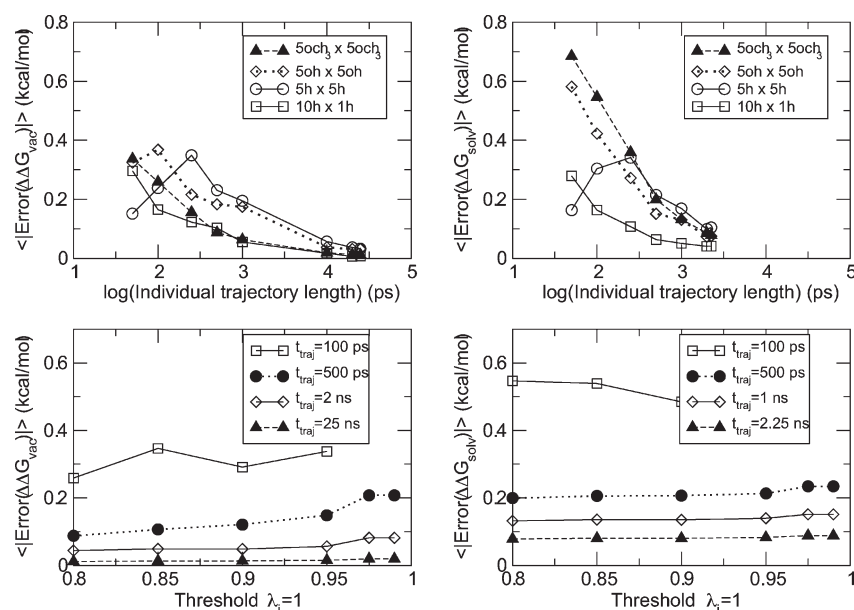 <|Error(ΔΔG_vac)|> (kcal/mol)
0.8
0.6
0.4
0.2
0
5och₃ x 5och₃
5oh x 5oh
5h x 5h
10h x 1h
1 2 3 4 5
log(Individual trajectory length) (ps)
<|Error(ΔΔG_solv)|> (kcal/mol)
0.8
0.6
0.4
0.2
0
5och₃ x 5och₃
5oh x 5oh
5h x 5h
10h x 1h
1 2 3 4 5
log(Individual trajectory length) (ps)
<|Error(ΔΔG_vac)|> (kcal/mol)
0.6
0.4
0.2
0
t_traj=100 ps
t_traj=500 ps
t_traj=2 ns
t_traj=25 ns
0.8 0.85 0.9 0.95 1
Threshold λᵢ=1
<|Error(ΔΔG_solv)|> (kcal/mol)
0.6
0.4
0.2
0
t_traj=100 ps
t_traj=500 ps
t_traj=1 ns
t_traj=2.25 ns
0.8 0.85 0.9 0.95 1
Threshold λᵢ=1